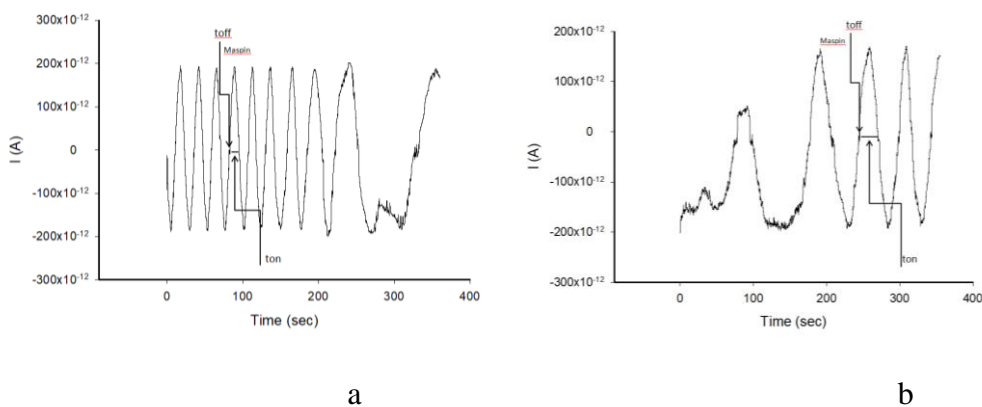 300x10-12
200x10-12
100x10-12
0
-100x10-12
-200x10-12
-300x10-12
I (A)
toff
Maspin
ton
0
100
200
300
400
Time (sec)
a
200x10-12
100x10-12
0
-100x10-12
-200x10-12
-300x10-12
I (A)
toff
Maspin
ton
0
100
200
300
400
Time (sec)
b